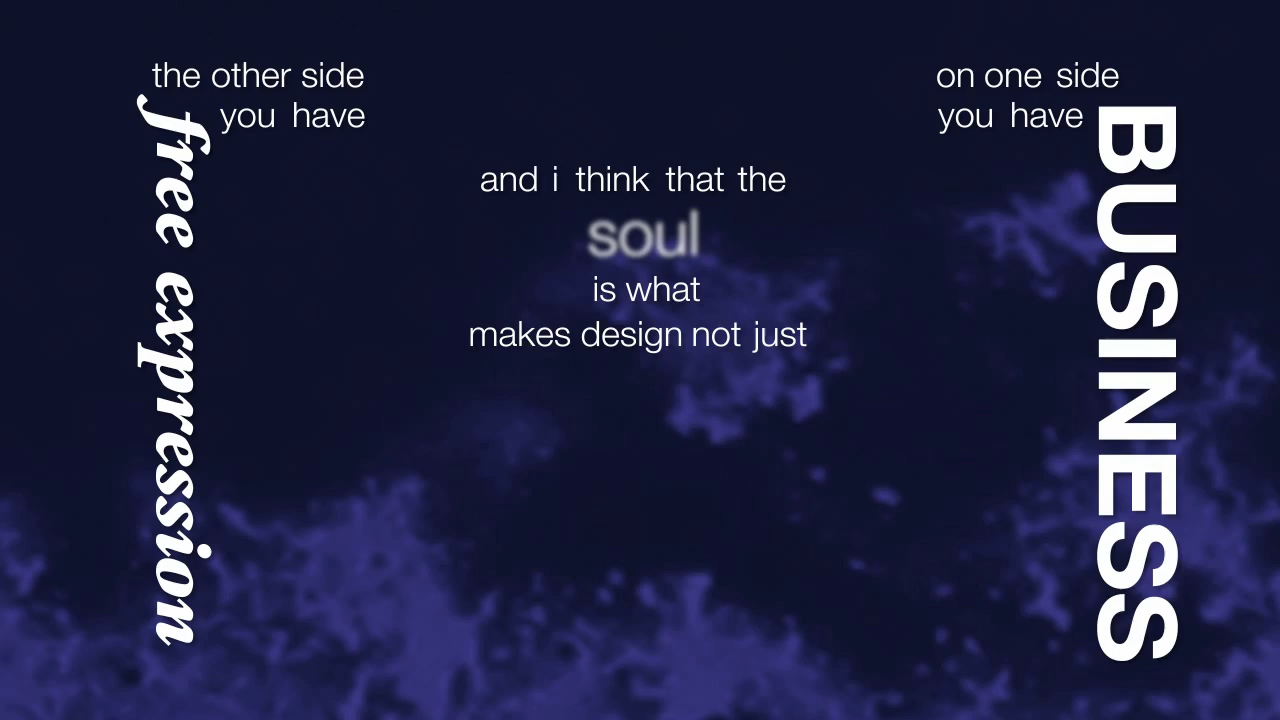 the other side
you have
free expression
and i think that the
soul
is what
makes design not just
on one side
you have
BUSINESS